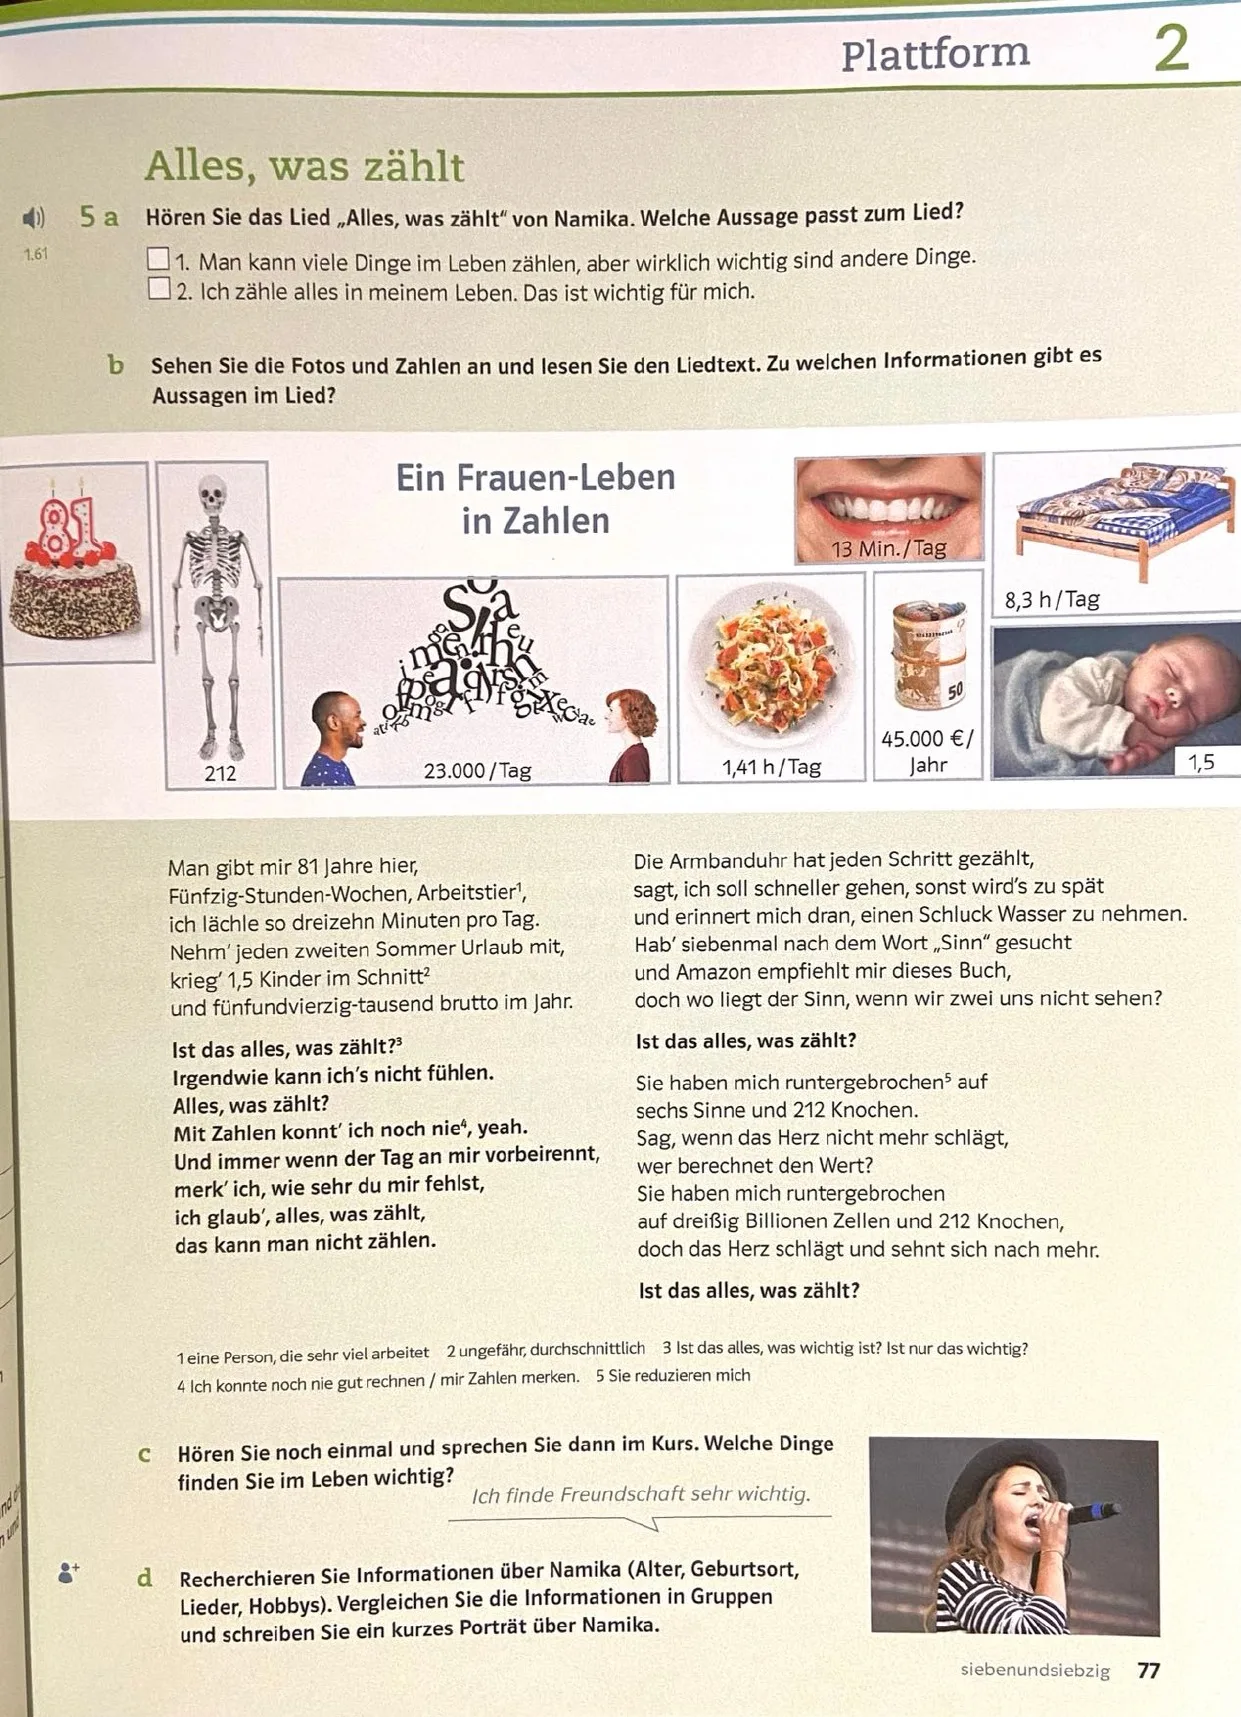 Plattform 2
Alles, was zählt
5 a Hören Sie das Lied „Alles, was zählt“ von Namika. Welche Aussage passt zum Lied?
1.61
1. Man kann viele Dinge im Leben zählen, aber wirklich wichtig sind andere Dinge.
2. Ich zähle alles in meinem Leben. Das ist wichtig für mich.
b Sehen Sie die Fotos und Zahlen an und lesen Sie den Liedtext. Zu welchen Informationen gibt es
Aussagen im Lied?
Ein Frauen-Leben
in Zahlen
81
212
23.000/Tag
1,41 h/Tag
13 Min./Tag
50
45.000 €/
Jahr
8,3 h/Tag
1,5
Man gibt mir 81 Jahre hier,
Fünfzig-Stunden-Wochen, Arbeitstier¹,
ich lächle so dreizehn Minuten pro Tag.
Nehm’ jeden zweiten Sommer Urlaub mit,
krieg’ 1,5 Kinder im Schnitt²
und fünfundvierzig-tausend brutto im Jahr.
Ist das alles, was zählt?³
Irgendwie kann ich’s nicht fühlen.
Alles, was zählt?
Mit Zahlen konnt’ ich noch nie⁴, yeah.
Und immer wenn der Tag an mir vorbeirennt,
merk’ ich, wie sehr du mir fehlst,
ich glaub’, alles, was zählt,
das kann man nicht zählen.
Die Armbanduhr hat jeden Schritt gezählt,
sagt, ich soll schneller gehen, sonst wird’s zu spät
und erinnert mich dran, einen Schluck Wasser zu nehmen.
Hab’ siebenmal nach dem Wort „Sinn“ gesucht
und Amazon empfiehlt mir dieses Buch,
doch wo liegt der Sinn, wenn wir zwei uns nicht sehen?
Ist das alles, was zählt?
Sie haben mich runtergebrochen⁵ auf
sechs Sinne und 212 Knochen.
Sag, wenn das Herz nicht mehr schlägt,
wer berechnet den Wert?
Sie haben mich runtergebrochen
auf dreißig Billionen Zellen und 212 Knochen,
doch das Herz schlägt und sehnt sich nach mehr.
Ist das alles, was zählt?
1 eine Person, die sehr viel arbeitet 2 ungefähr, durchschnittlich 3 Ist das alles, was wichtig ist? Ist nur das wichtig?
4 Ich konnte noch nie gut rechnen / mir Zahlen merken. 5 Sie reduzieren mich
c Hören Sie noch einmal und sprechen Sie dann im Kurs. Welche Dinge
finden Sie im Leben wichtig?
Ich finde Freundschaft sehr wichtig.
d Recherchieren Sie Informationen über Namika (Alter, Geburtsort,
Lieder, Hobbys). Vergleichen Sie die Informationen in Gruppen
und schreiben Sie ein kurzes Porträt über Namika.
siebenundsiebzig 77